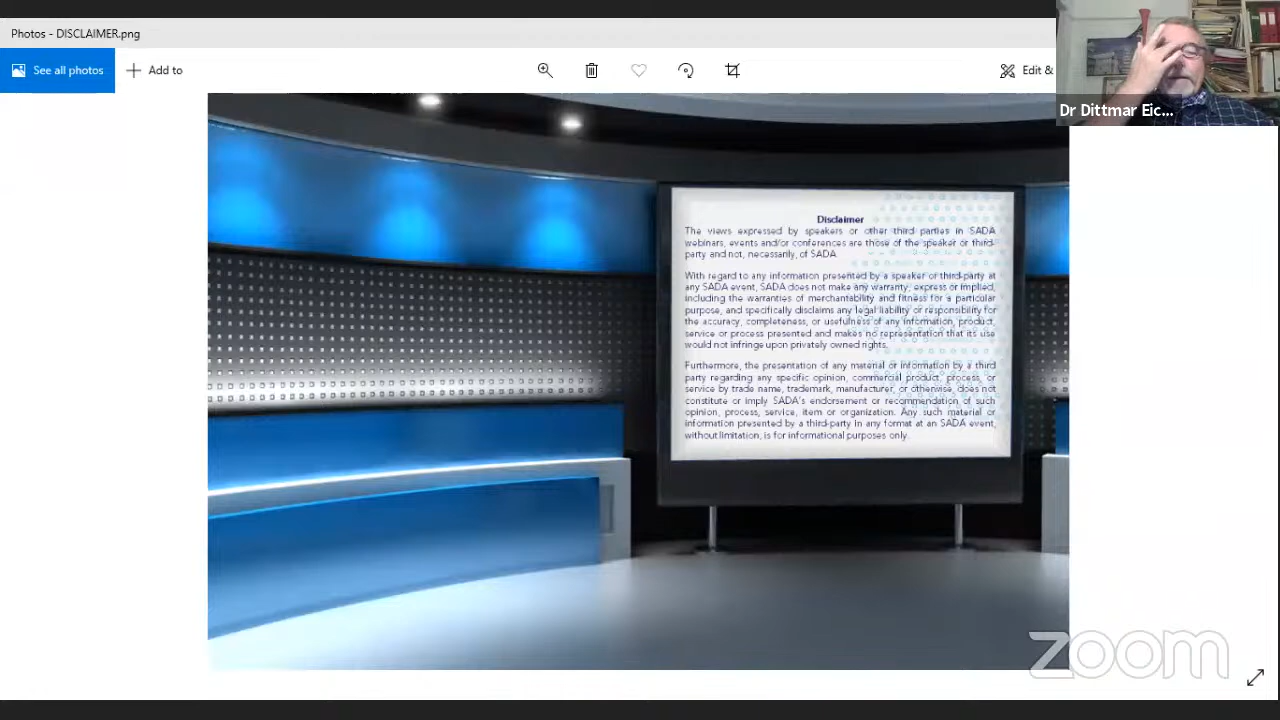 Photos - DISCLAIMER.png
See all photos
Add to
Edit &
Dr Dittmar Eic...
Disclaimer
The views expressed by speakers or other third parties in SADA
webinars, events and/or conferences are those of the speaker or third-
party and not, necessarily, of SADA
With regard to any information presented by a speaker or third-party at
any SADA event, SADA does not make any warranty, express or implied,
including the warranties of merchantability and fitness for a particular
purpose, and specifically disclaims any legal liability or responsibility for
the accuracy, completeness, or usefulness of any information, product,
service or process presented and makes no representation that its use
would not infringe upon privately owned rights.
Furthermore, the presentation of any material or information by a third
party regarding any specific opinion, commercial product, process, or
service by trade name, trademark, manufacturer, or otherwise, does not
constitute or imply SADA's endorsement or recommendation of such
opinion, process, service, item or organization. Any such material or
information presented by a third-party in any format at an SADA event,
without limitation, is for informational purposes only.
zoom